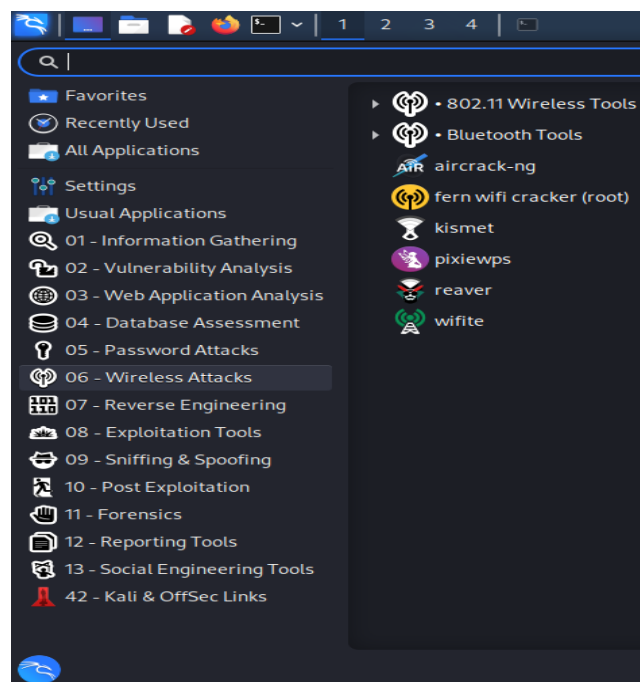 1 2 3 4
Favorites
Recently Used
All Applications
Settings
Usual Applications
01 - Information Gathering
02 - Vulnerability Analysis
03 - Web Application Analysis
04 - Database Assessment
05 - Password Attacks
06 - Wireless Attacks
07 - Reverse Engineering
08 - Exploitation Tools
09 - Sniffing & Spoofing
10 - Post Exploitation
11 - Forensics
12 - Reporting Tools
13 - Social Engineering Tools
42 - Kali & OffSec Links
• 802.11 Wireless Tools
• Bluetooth Tools
AIR aircrack-ng
fern wifi cracker (root)
kismet
pixiewps
reaver
wifite